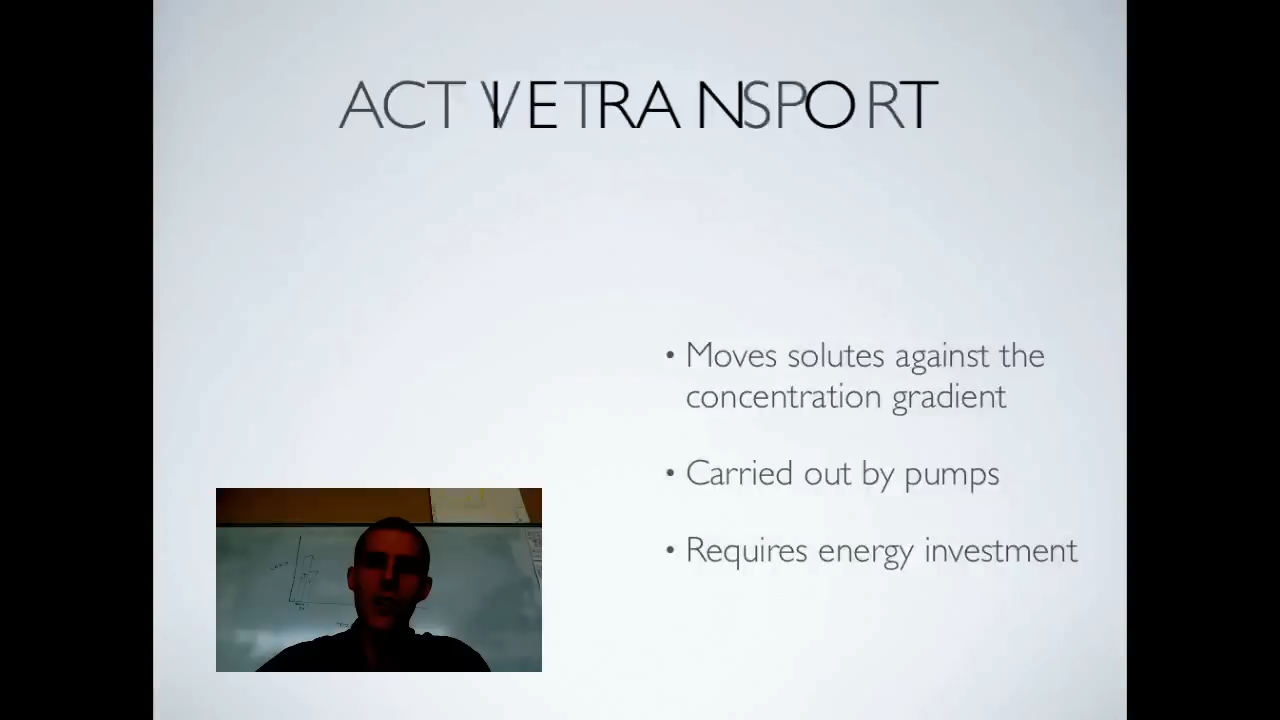 ACTIVE TRANSPORT
• Moves solutes against the
concentration gradient
• Carried out by pumps
• Requires energy investment